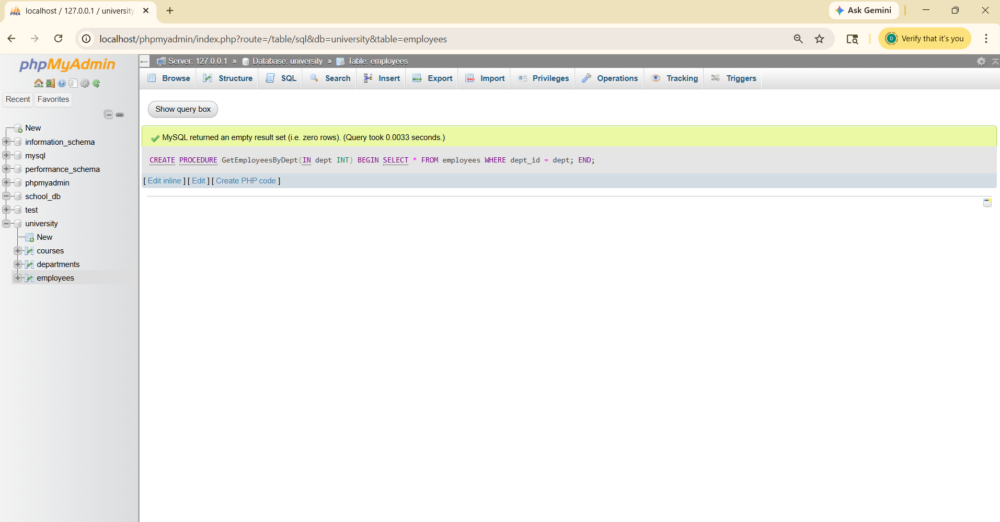 localhost / 127.0.0.1 / university
Ask Gemini
localhost/phpmyadmin/index.php?route=/table/sql&db=university&table=employees
D
Verify that it's you
phpMyAdmin
Server: 127.0.0.1 » Database: university » Table: employees
Browse Structure SQL Search Insert Export Import Privileges Operations Tracking Triggers
Recent Favorites
Show query box
New
information_schema
mysql
performance_schema
phpmyadmin
school_db
test
university
New
courses
departments
employees
MySQL returned an empty result set (i.e. zero rows). (Query took 0.0033 seconds.)
CREATE PROCEDURE GetEmployeesByDept(IN dept INT) BEGIN SELECT * FROM employees WHERE dept_id = dept; END;
[ Edit inline ] [ Edit ] [ Create PHP code ]